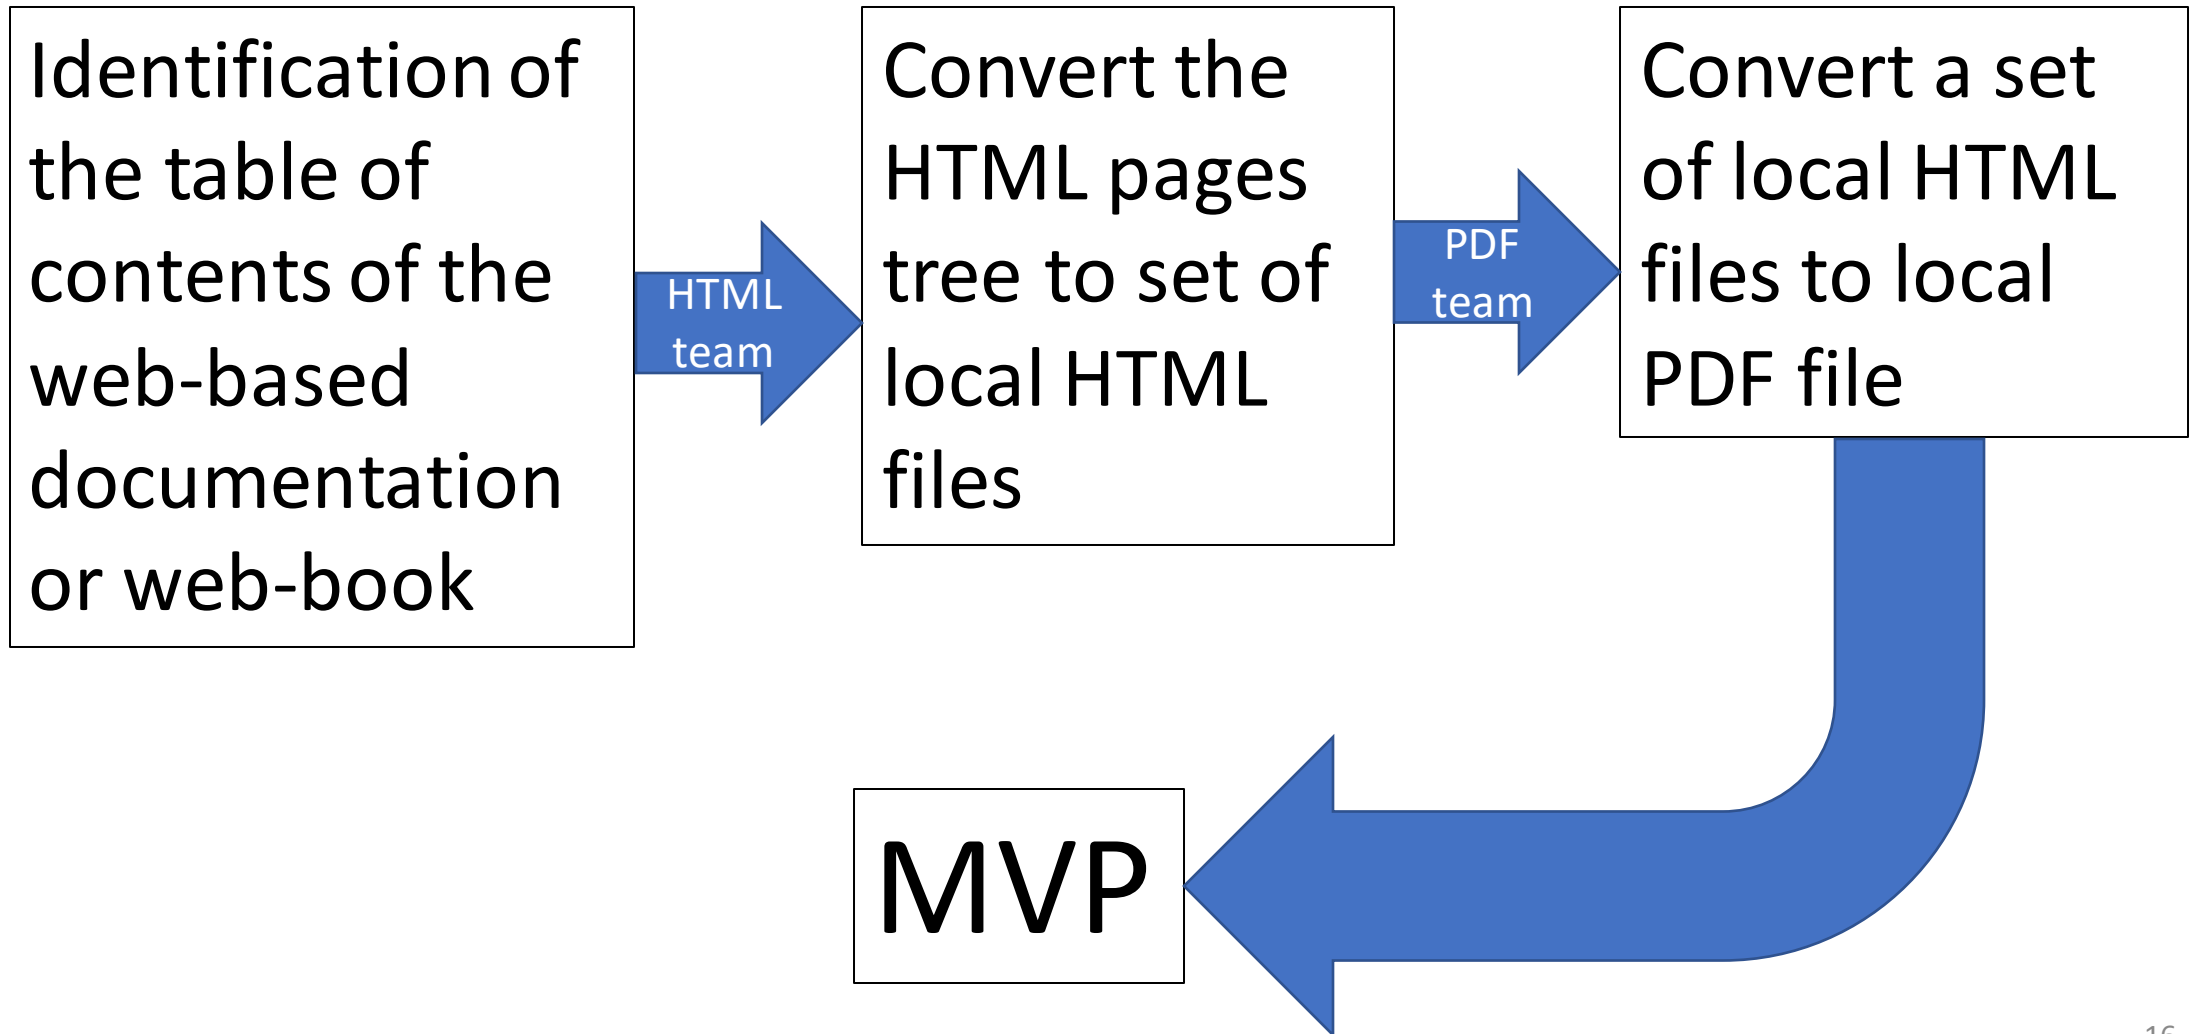 Identification of
the table of
contents of the
web-based
documentation
or web-book
HTML
team
Convert the
HTML pages
tree to set of
local HTML
files
PDF
team
Convert a set
of local HTML
files to local
PDF file
MVP
16